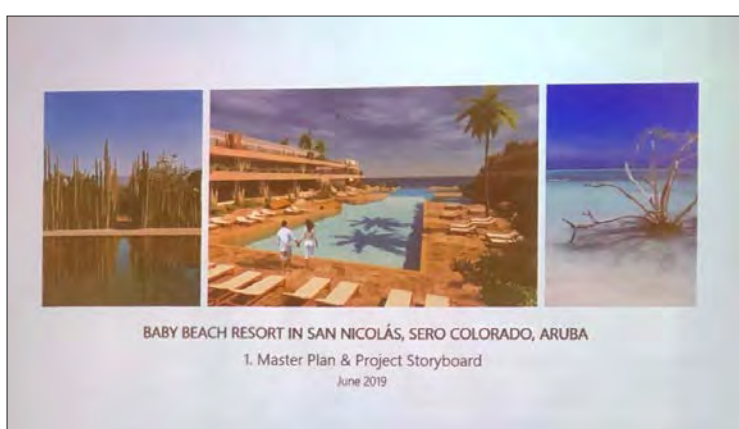 BABY BEACH RESORT IN SAN NICOLÁS, SERO COLORADO, ARUBA
1. Master Plan & Project Storyboard
June 2019